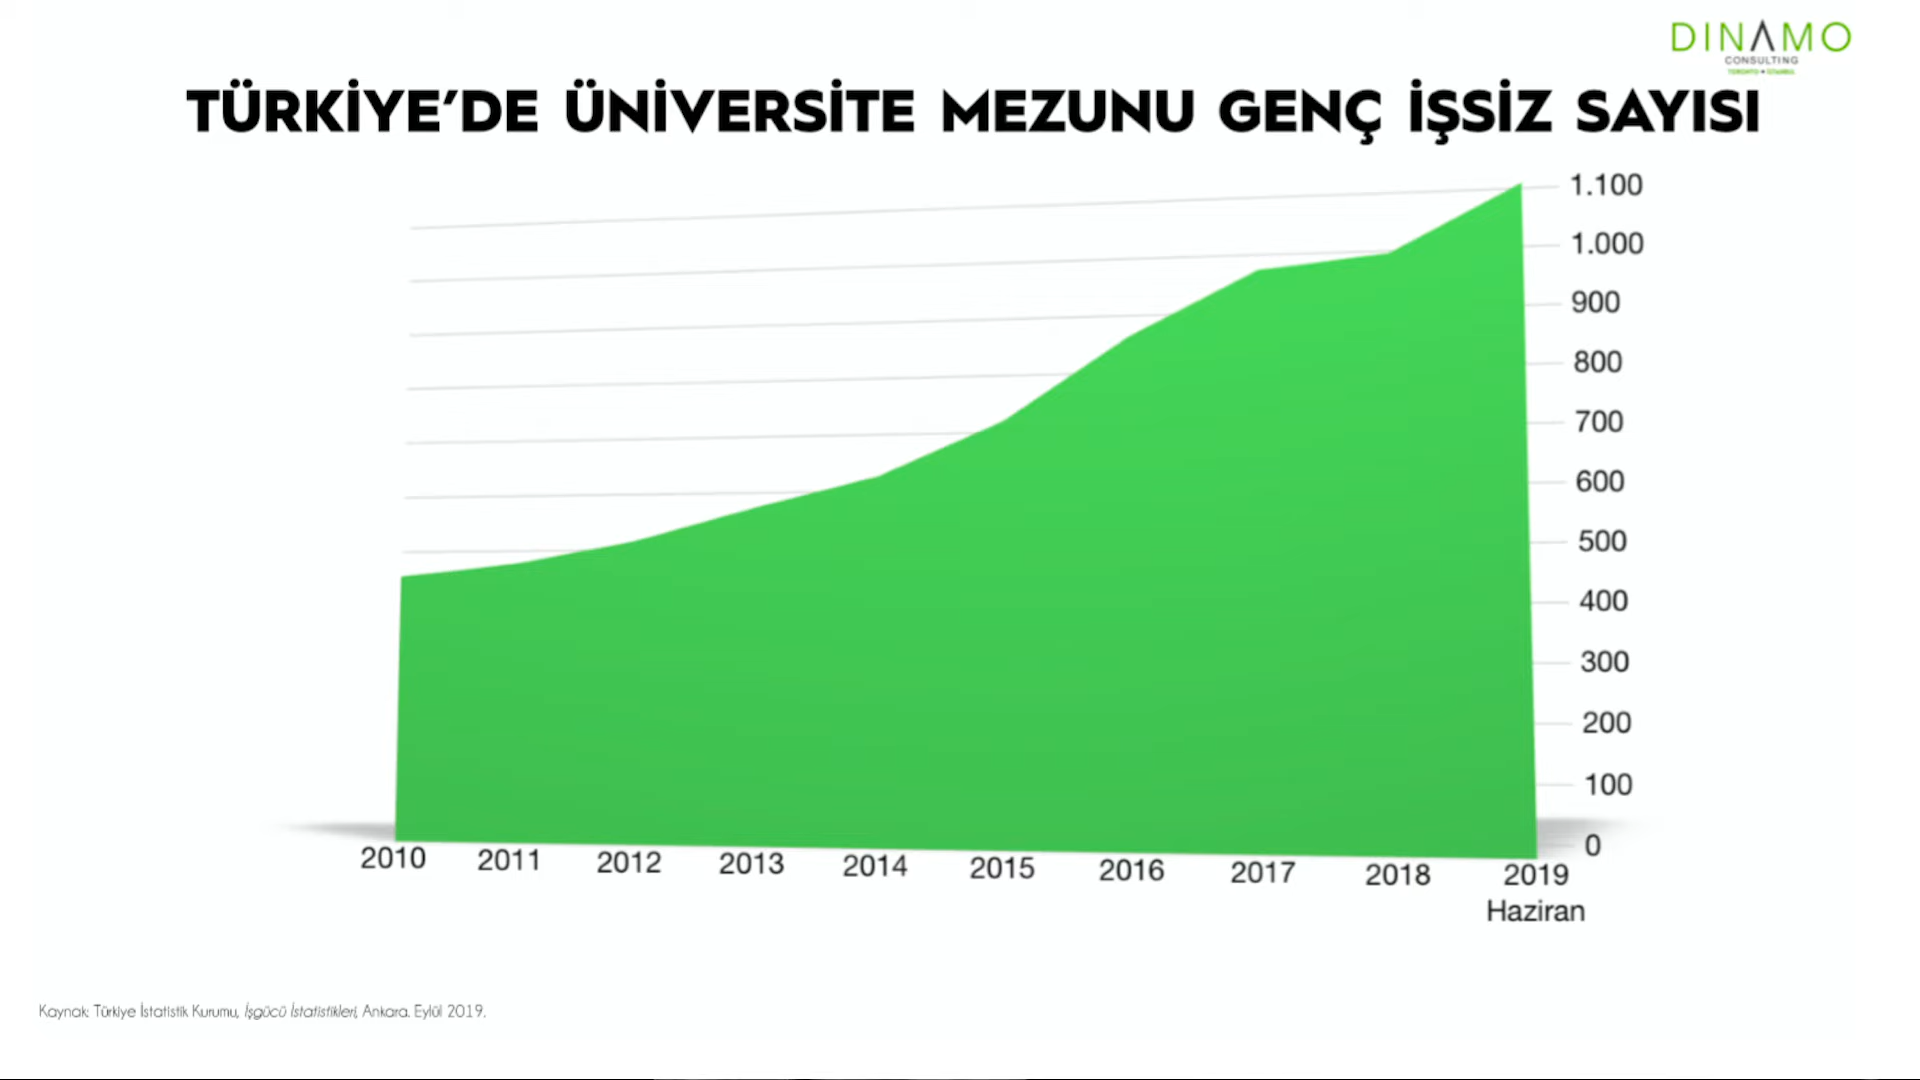 DINAMO
CONSULTING
TORONTO • ISTANBUL
TÜRKİYE'DE ÜNİVERSİTE MEZUNU GENÇ İŞSİZ SAYISI
1.100
1.000
900
800
700
600
500
400
300
200
100
0
2010 2011 2012 2013 2014 2015 2016 2017 2018 2019
Haziran
Kaynak: Türkiye İstatistik Kurumu, İşgücü İstatistikleri, Ankara. Eylül 2019.